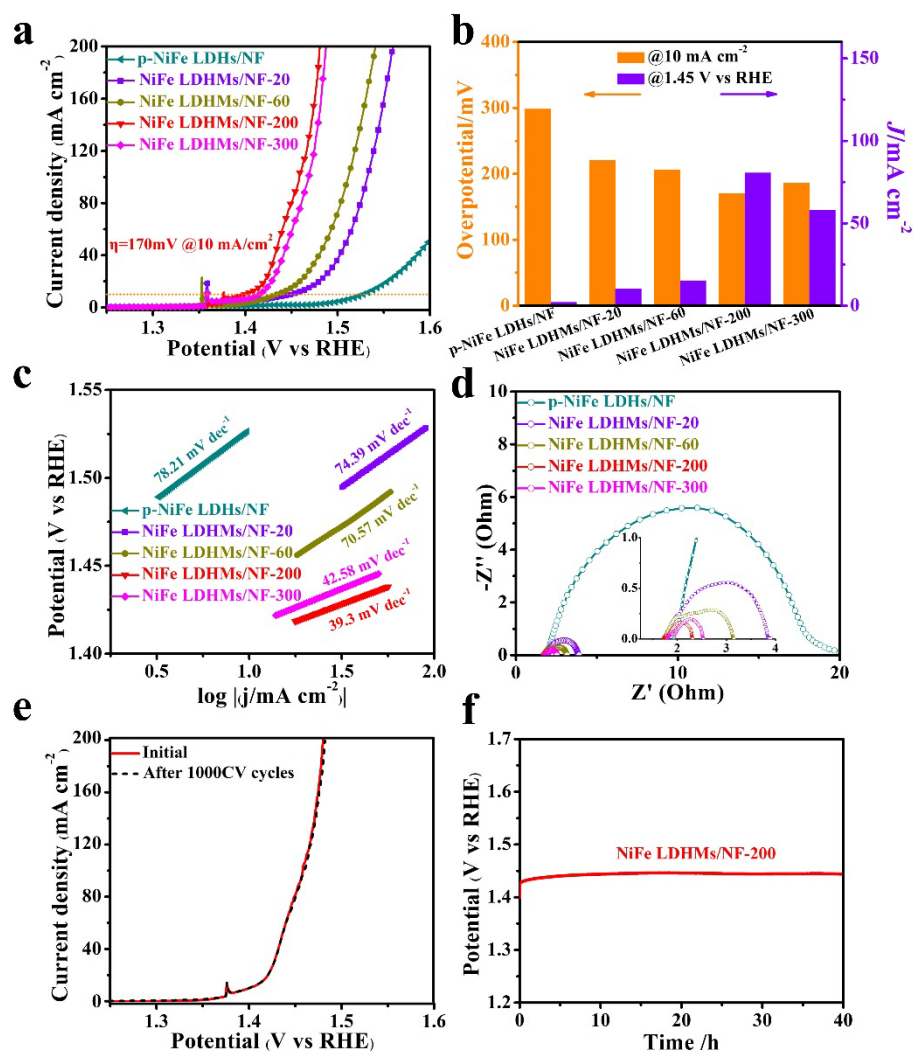 a
Current density (mA cm⁻²)
200
160
120
80
40
0
p-NiFe LDHs/NF
NiFe LDHMs/NF-20
NiFe LDHMs/NF-60
NiFe LDHMs/NF-200
NiFe LDHMs/NF-300
η=170mV @10 mA/cm²
1.3
1.4
1.5
1.6
Potential (V vs RHE)
b
Overpotential/mV
400
300
200
100
0
@10 mA cm⁻²
@1.45 V vs RHE
150
100
50
0
J/mA cm⁻²
p-NiFe LDHs/NF
NiFe LDHMs/NF-20
NiFe LDHMs/NF-60
NiFe LDHMs/NF-200
NiFe LDHMs/NF-300
c
Potential (V vs RHE)
1.55
1.50
1.45
1.40
78.21 mV dec⁻¹
74.39 mV dec⁻¹
70.57 mV dec⁻¹
42.58 mV dec⁻¹
39.3 mV dec⁻¹
p-NiFe LDHs/NF
NiFe LDHMs/NF-20
NiFe LDHMs/NF-60
NiFe LDHMs/NF-200
NiFe LDHMs/NF-300
0.5
1.0
1.5
2.0
log |(j/mA cm⁻²)|
d
-Z'' (Ohm)
10
8
6
4
2
0
p-NiFe LDHs/NF
NiFe LDHMs/NF-20
NiFe LDHMs/NF-60
NiFe LDHMs/NF-200
NiFe LDHMs/NF-300
1.0
0.5
0.0
2
3
4
0
5
10
15
20
Z' (Ohm)
e
Current density (mA cm⁻²)
200
160
120
80
40
0
Initial
After 1000CV cycles
1.3
1.4
1.5
1.6
Potential (V vs RHE)
f
Potential (V vs RHE)
1.7
1.6
1.5
1.4
1.3
1.2
NiFe LDHMs/NF-200
0
10
20
30
40
Time /h